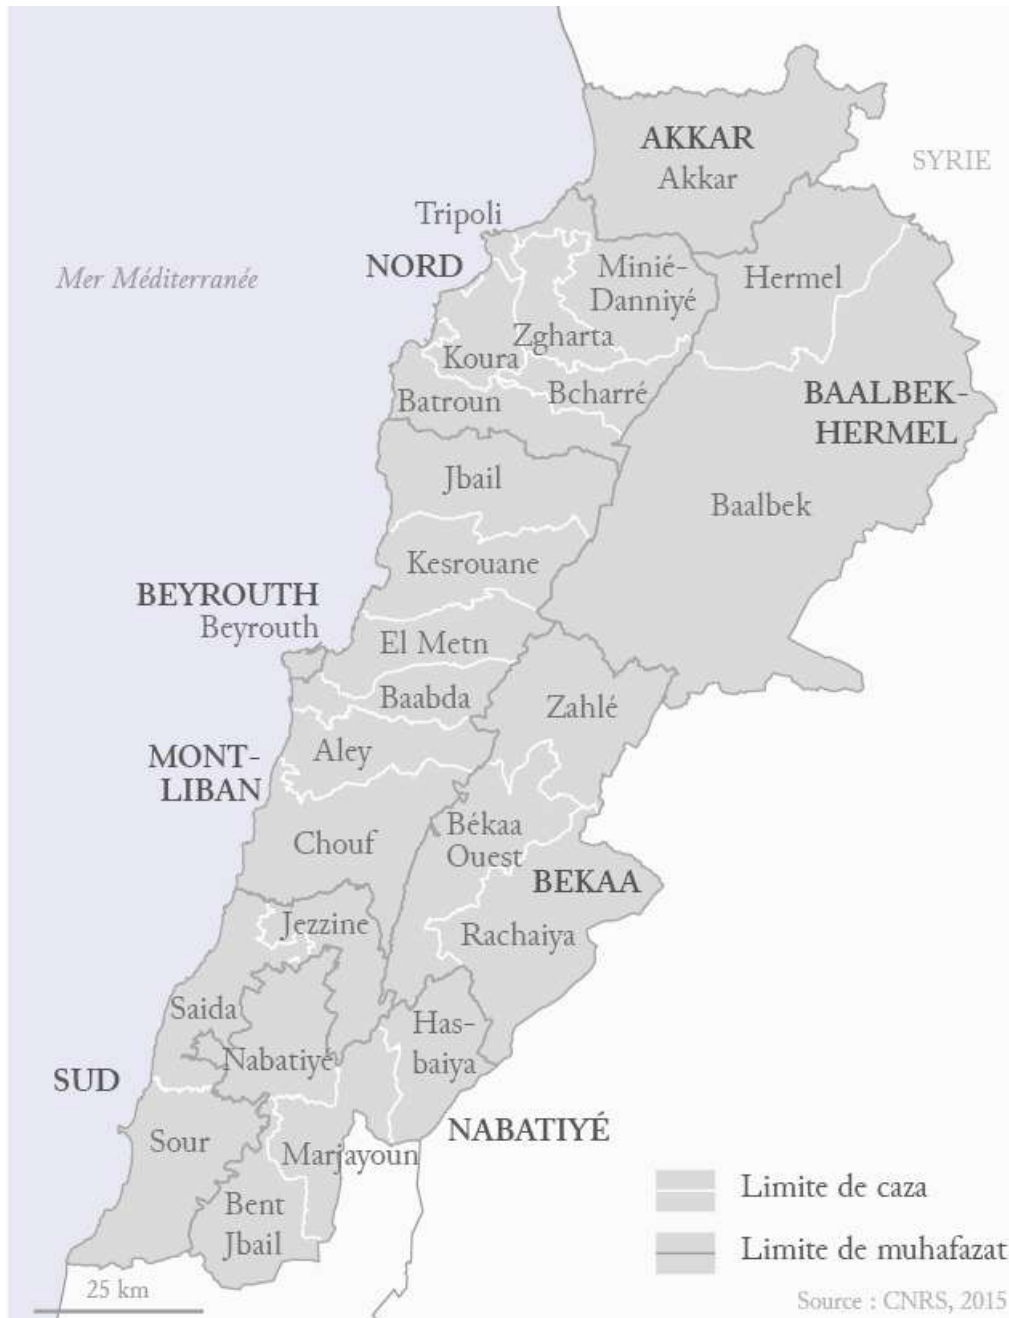 AKKAR
Akkar
SYRIE
Tripoli
NORD
Mer Méditerranée
Minié-
Danniyé
Hermel
Zgharta
Koura
Bcharré
Batroun
BAALBEK-
HERMEL
Jbail
Baalbek
Kesrouane
BEYROUTH
Beyrouth
El Metn
Baabda
Zahlé
Aley
MONT-
LIBAN
Chouf
Békaa
Ouest
BEKAA
Jezzine
Rachaiya
Saida
Has-
baiya
Nabatiyé
SUD
NABATIYÉ
Sour
Marjayoun
Bent
Jbail
Limite de caza
Limite de muhafazat
25 km
Source : CNRS, 2015